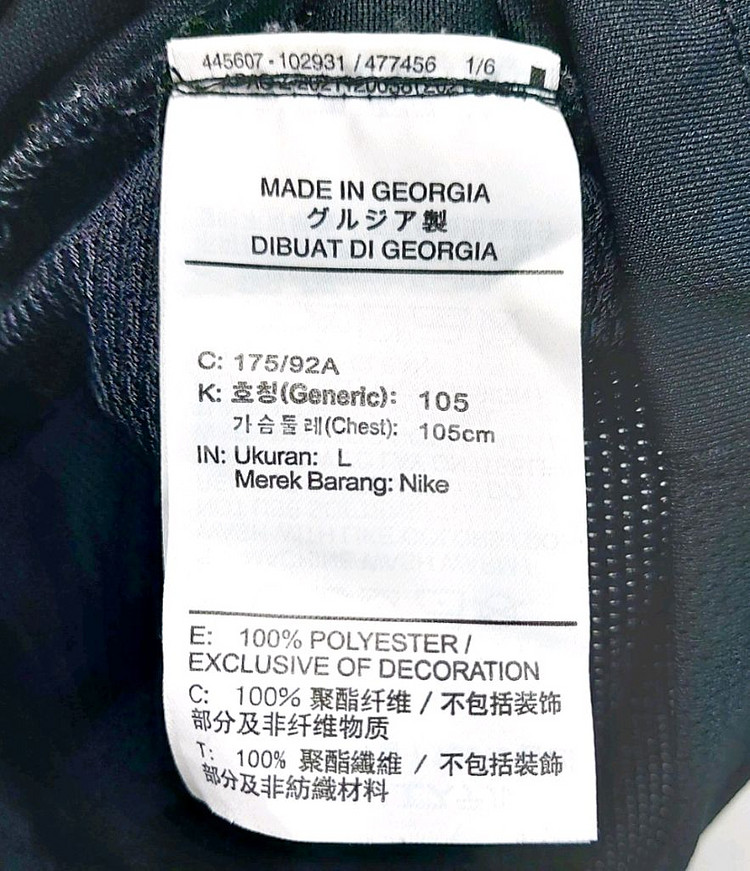 445607 - 102931 / 477456 1/6
MADE IN GEORGIA
グルジア製
DIBUAT DI GEORGIA
C: 175/92A
K: 호칭(Generic): 105
가슴둘레(Chest): 105cm
IN: Ukuran: L
Merek Barang: Nike
E: 100% POLYESTER /
EXCLUSIVE OF DECORATION
C: 100% 聚酯纤维 / 不包括装饰
部分及非纤维物质
T: 100% 聚酯纖維 / 不包括裝飾
部分及非紡織材料